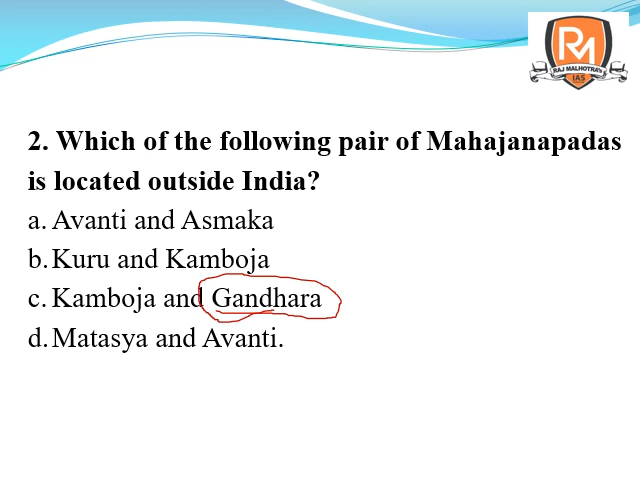 RM
RAJ MALHOTRA'S
IAS
2. Which of the following pair of Mahajanapadas
is located outside India?
a. Avanti and Asmaka
b. Kuru and Kamboja
c. Kamboja and Gandhara
d. Matasya and Avanti.